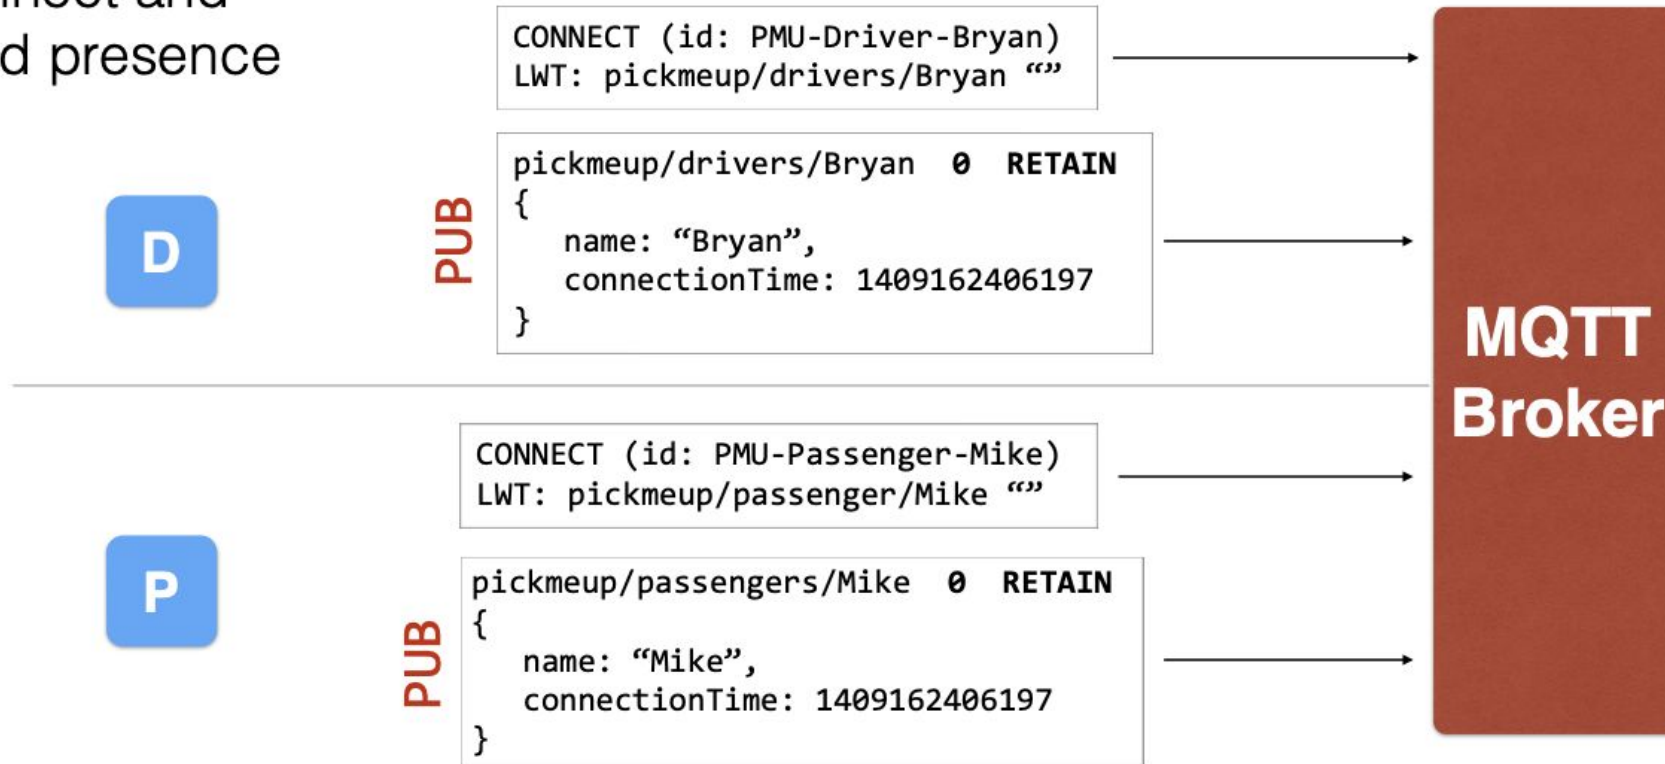 d presence
CONNECT (id: PMU-Driver-Bryan)
LWT: pickmeup/drivers/Bryan “”
D
PUB
pickmeup/drivers/Bryan 0 RETAIN
{
name: “Bryan”,
connectionTime: 1409162406197
}
MQTT
Broker
CONNECT (id: PMU-Passenger-Mike)
LWT: pickmeup/passenger/Mike “”
P
PUB
pickmeup/passengers/Mike 0 RETAIN
{
name: “Mike”,
connectionTime: 1409162406197
}